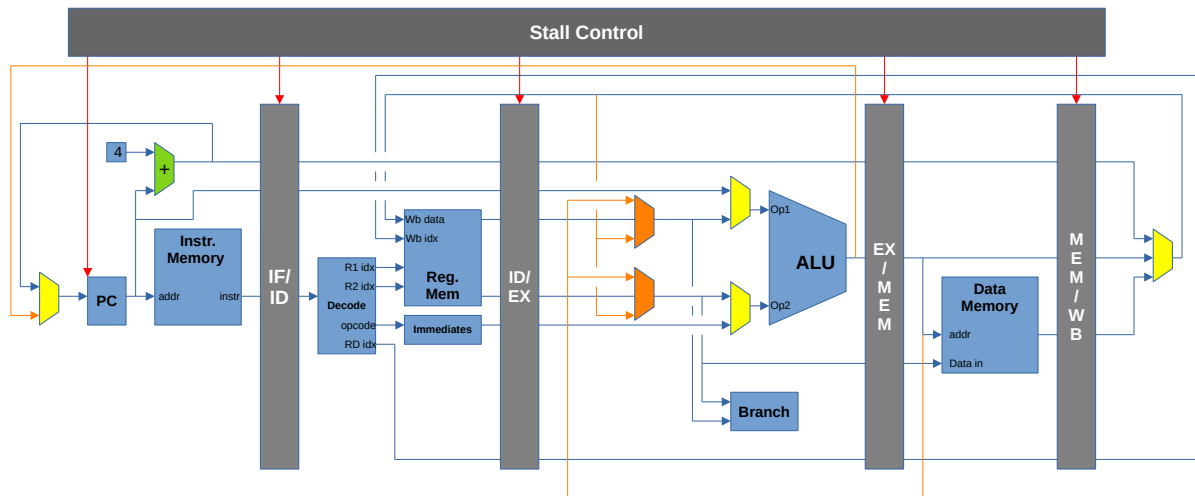 Stall Control
4
+
Instr.
Memory
addr
instr
PC
IF/
ID
Wb data
Wb idx
Reg.
Mem
R1 idx
R2 idx
Decode
opcode
RD idx
Immediates
ID/
EX
Op1
ALU
Op2
Branch
EX
/
M
E
M
Data
Memory
addr
Data in
M
E
M
/
W
B